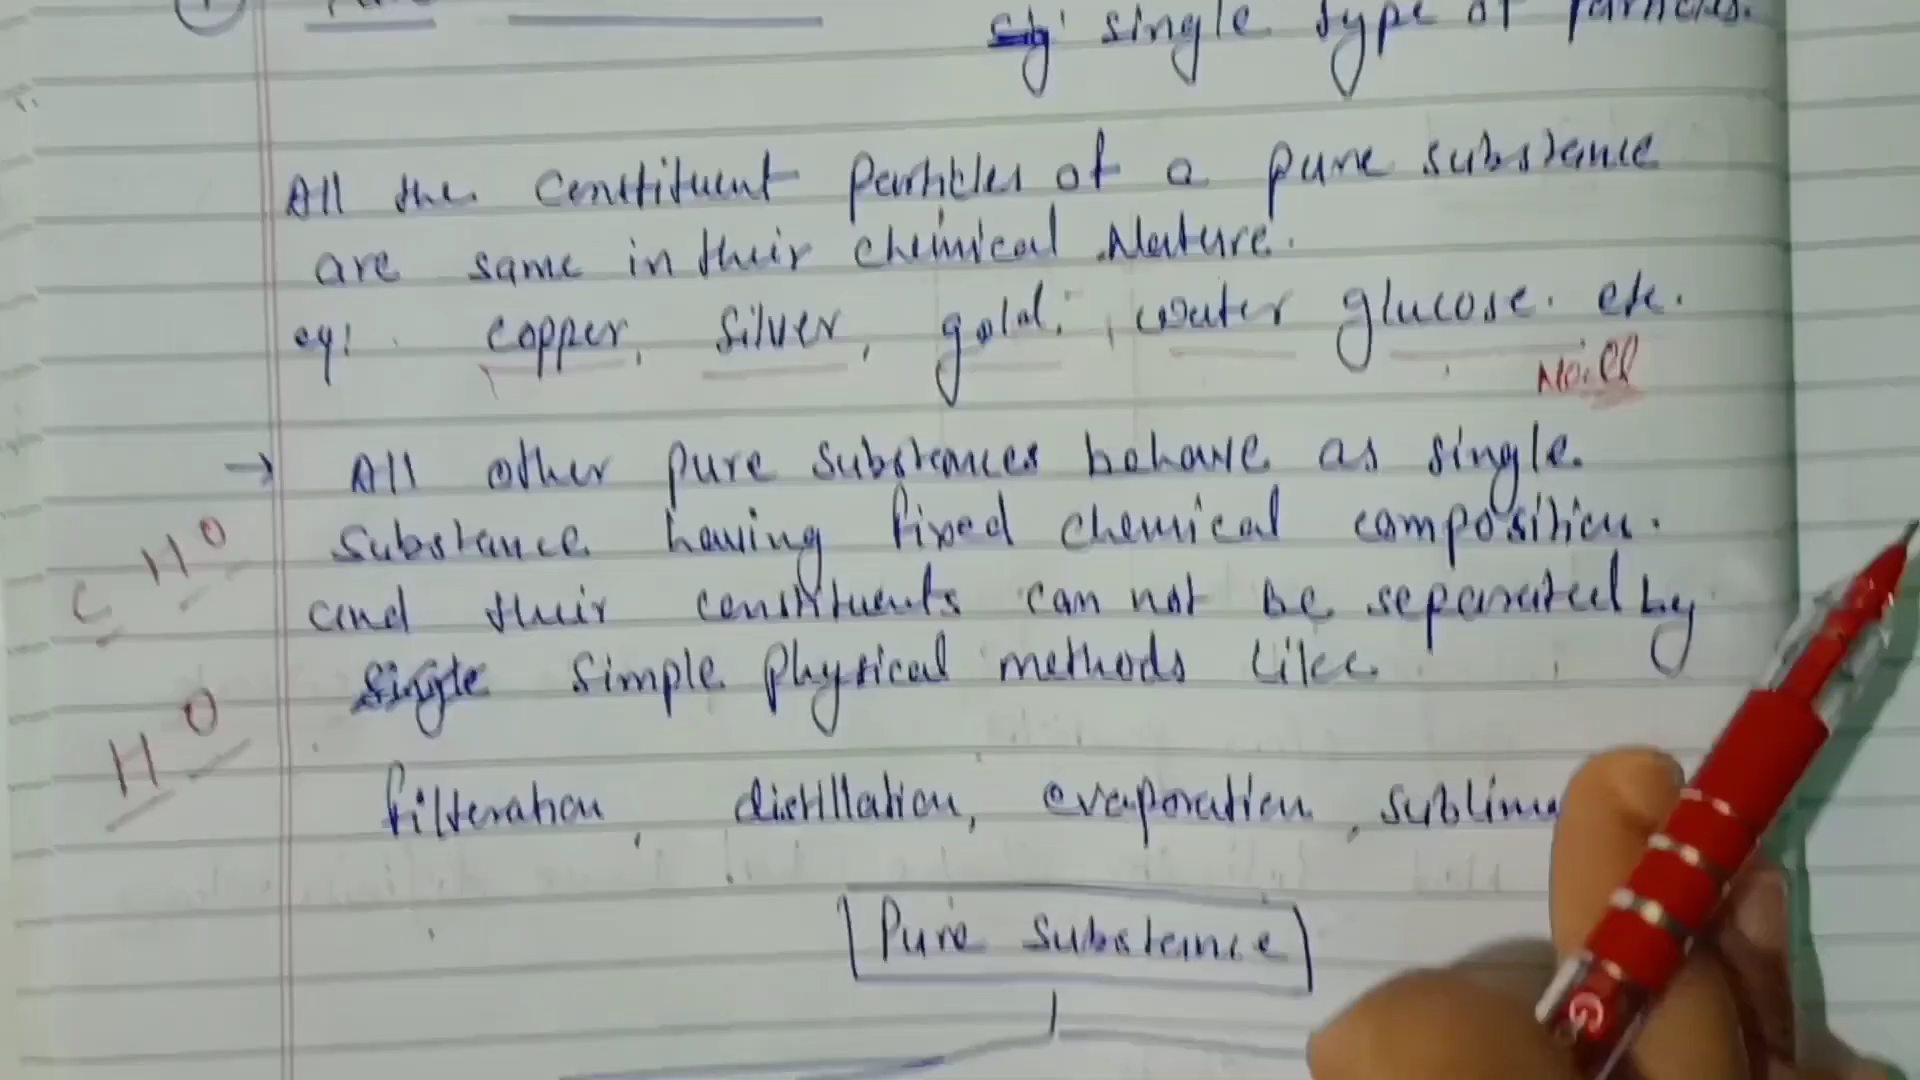 single type of particles.
All the constituent particles of a pure substance
are same in their chemical Nature.
eg: copper, silver, gold, water glucose. etc.
→ All other pure substances behave as single
substance having fixed chemical composition.
and their constituents can not be separated by
single simple physical methods like
filteration, distillation, evaporation, sublima
Pure substance
C H O
H O